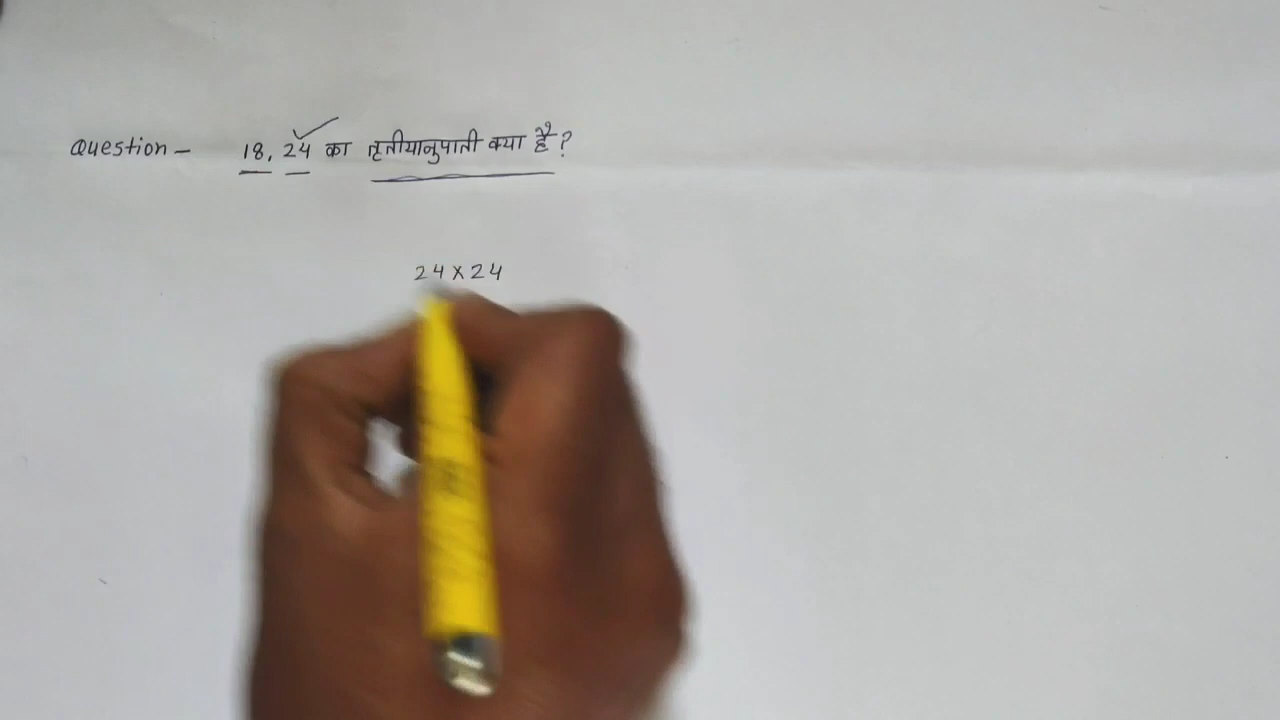 Question - 18, 24 का तृतीयानुपाती क्या है ?
24 x 24